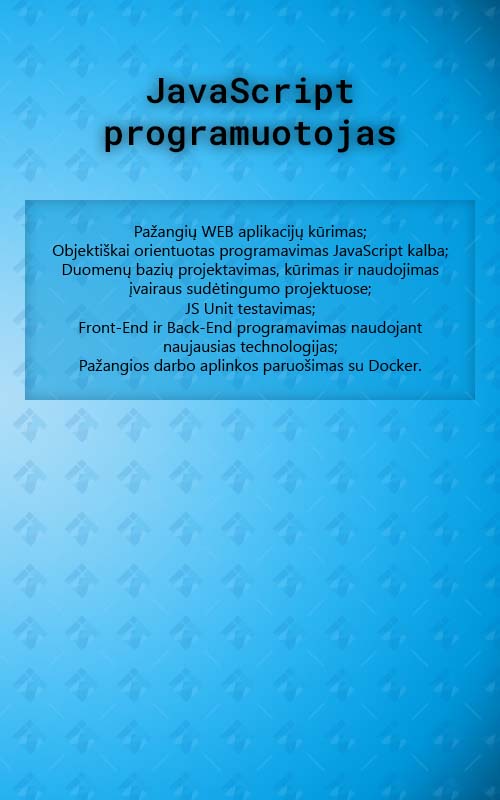 JavaScript
programuotojas
Pažangių WEB aplikacijų kūrimas;
Objektiškai orientuotas programavimas JavaScript kalba;
Duomenų bazių projektavimas, kūrimas ir naudojimas
įvairaus sudėtingumo projektuose;
JS Unit testavimas;
Front-End ir Back-End programavimas naudojant
naujausias technologijas;
Pažangios darbo aplinkos paruošimas su Docker.